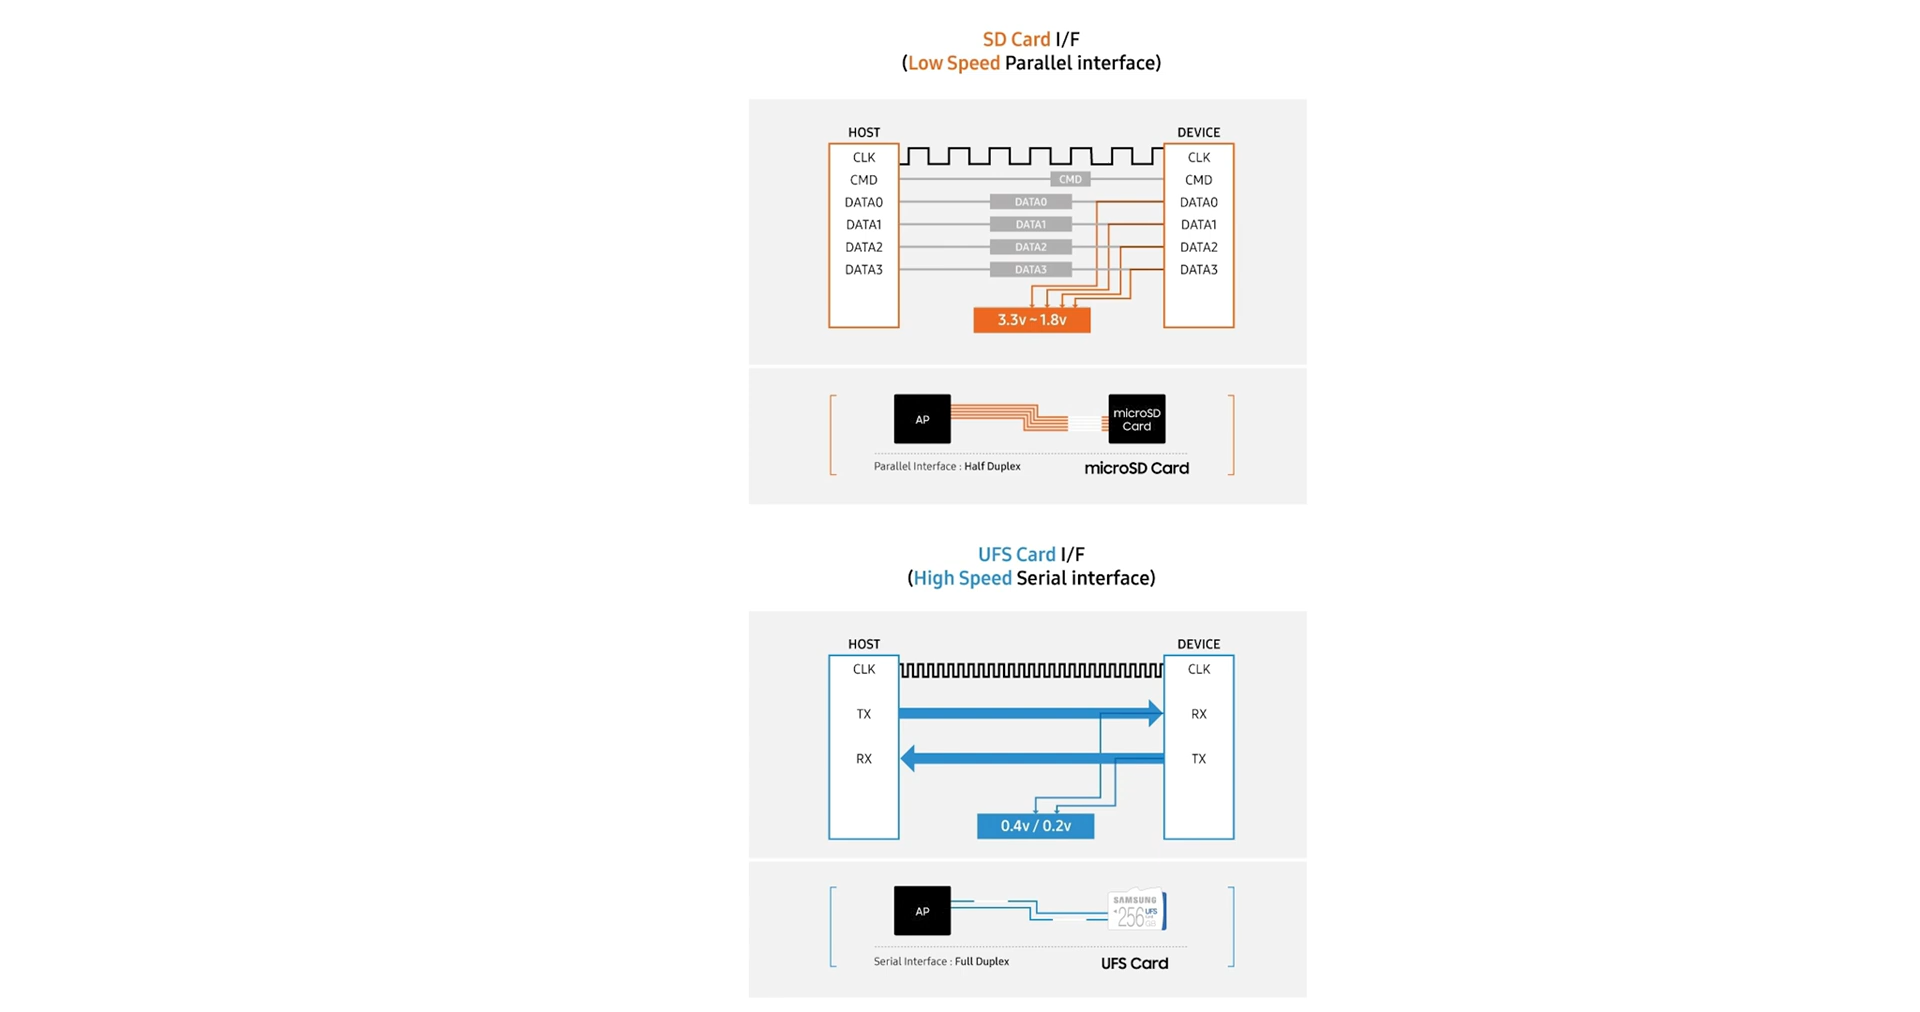 SD Card I/F
(Low Speed Parallel interface)
HOST
DEVICE
CLK
CLK
CMD
CMD
CMD
DATA0
DATA0
DATA0
DATA1
DATA1
DATA1
DATA2
DATA2
DATA2
DATA3
DATA3
DATA3
3.3v ~ 1.8v
AP
microSD
Card
Parallel Interface : Half Duplex
microSD Card
UFS Card I/F
(High Speed Serial interface)
HOST
DEVICE
CLK
CLK
TX
RX
RX
TX
0.4v / 0.2v
AP
SAMSUNG
256
UFS
Serial Interface : Full Duplex
UFS Card